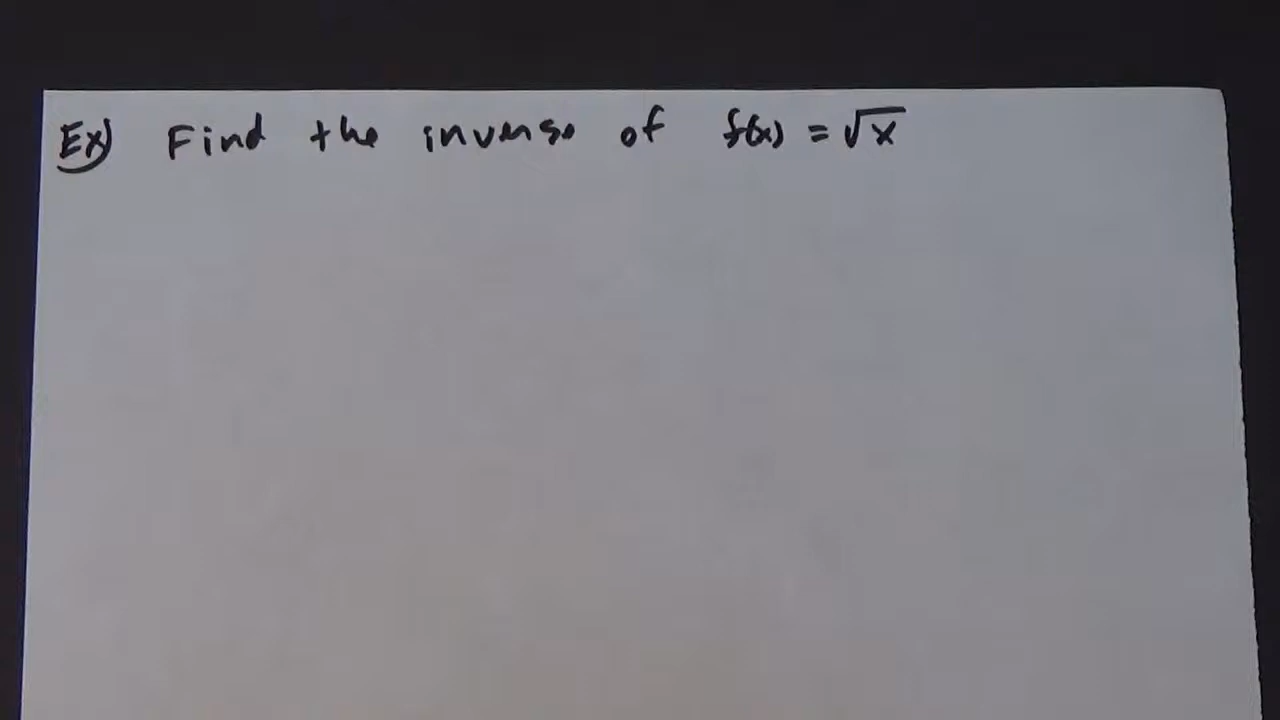 Ex) Find the inverse of f(x) = √x